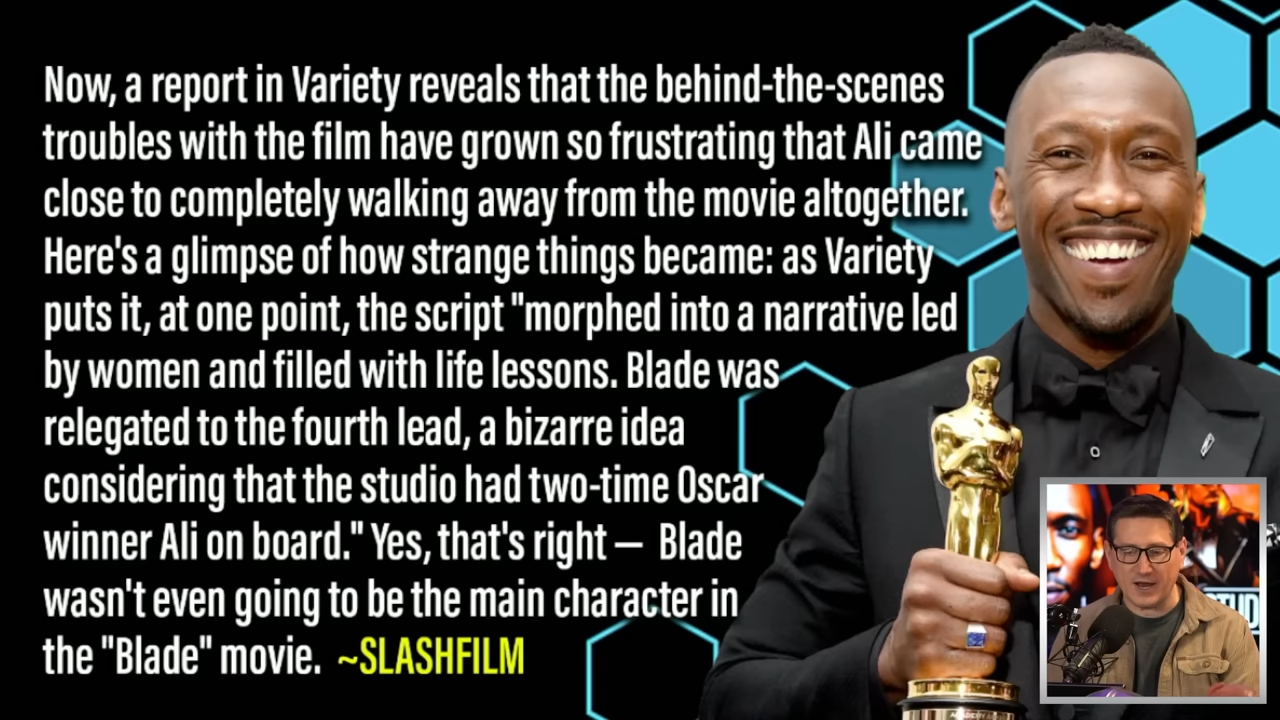 Now, a report in Variety reveals that the behind-the-scenes
troubles with the film have grown so frustrating that Ali came
close to completely walking away from the movie altogether.
Here's a glimpse of how strange things became: as Variety
puts it, at one point, the script "morphed into a narrative led
by women and filled with life lessons. Blade was
relegated to the fourth lead, a bizarre idea
considering that the studio had two-time Oscar
winner Ali on board." Yes, that's right — Blade
wasn't even going to be the main character in
the "Blade" movie. ~SLASHFILM